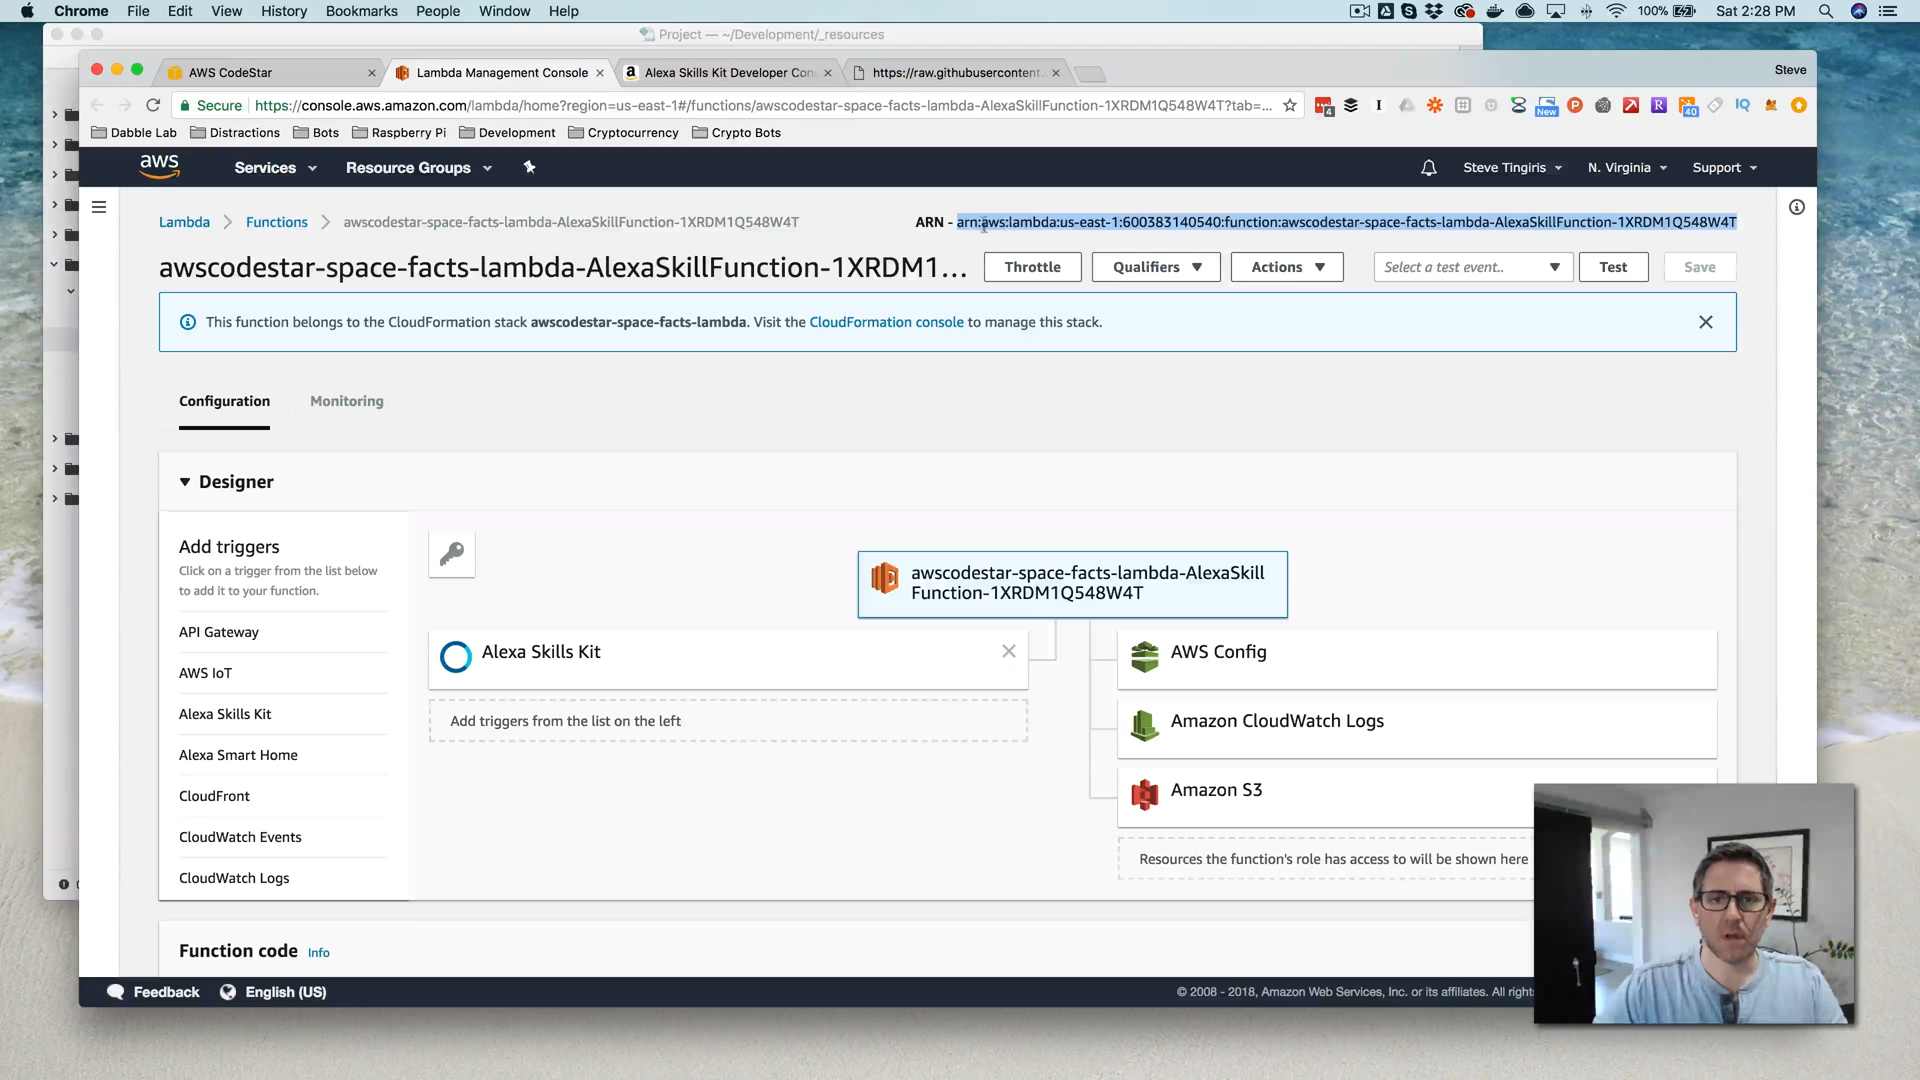 Chrome File Edit View History Bookmarks People Window Help 100% Sat 2:28 PM
Project — ~/Development/_resources
AWS CodeStar Lambda Management Console Alexa Skills Kit Developer Con https://raw.githubusercontent. Steve
Secure https://console.aws.amazon.com/lambda/home?region=us-east-1#/functions/awscodestar-space-facts-lambda-AlexaSkillFunction-1XRDM1Q548W4T?tab=...
Dabble Lab Distractions Bots Raspberry Pi Development Cryptocurrency Crypto Bots
aws Services Resource Groups Steve Tingiris N. Virginia Support
Lambda Functions awscodestar-space-facts-lambda-AlexaSkillFunction-1XRDM1Q548W4T ARN - arn:aws:lambda:us-east-1:600383140540:function:awscodestar-space-facts-lambda-AlexaSkillFunction-1XRDM1Q548W4T
awscodestar-space-facts-lambda-AlexaSkillFunction-1XRDM1... Throttle Qualifiers Actions Select a test event.. Test Save
This function belongs to the CloudFormation stack awscodestar-space-facts-lambda. Visit the CloudFormation console to manage this stack.
Configuration Monitoring
Designer
Add triggers
Click on a trigger from the list below
to add it to your function.
API Gateway
AWS IoT
Alexa Skills Kit
Alexa Smart Home
CloudFront
CloudWatch Events
CloudWatch Logs
awscodestar-space-facts-lambda-AlexaSkill
Function-1XRDM1Q548W4T
Alexa Skills Kit
Add triggers from the list on the left
AWS Config
Amazon CloudWatch Logs
Amazon S3
Resources the function's role has access to will be shown here
Function code Info
Feedback English (US) © 2008 - 2018, Amazon Web Services, Inc. or its affiliates. All righ